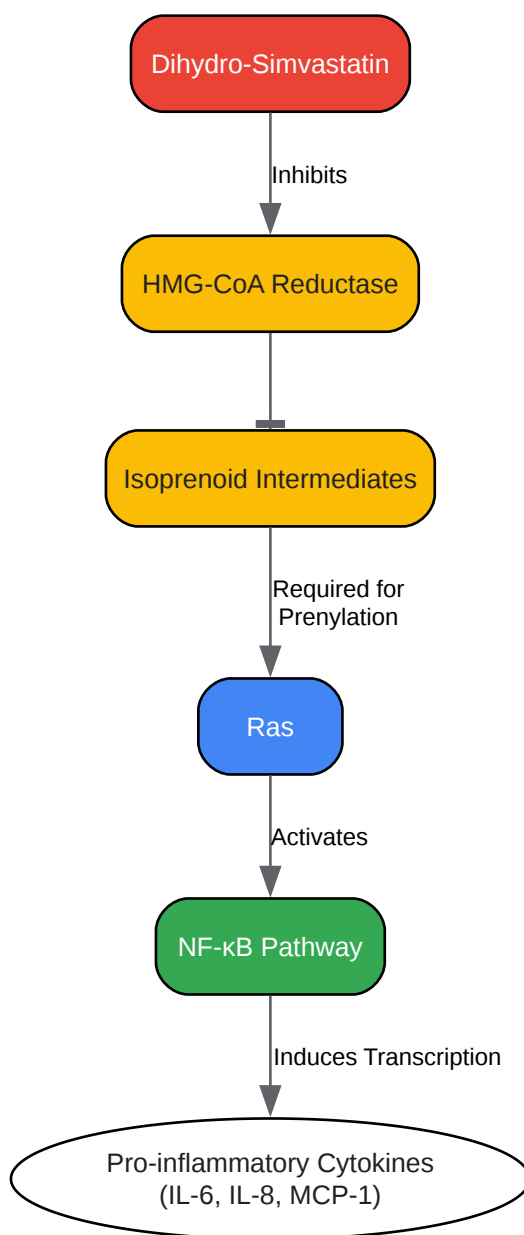 Dihydro-Simvastatin
Inhibits
HMG-CoA Reductase
Isoprenoid Intermediates
Required for
Prenylation
Ras
Activates
NF-κB Pathway
Induces Transcription
Pro-inflammatory Cytokines
(IL-6, IL-8, MCP-1)